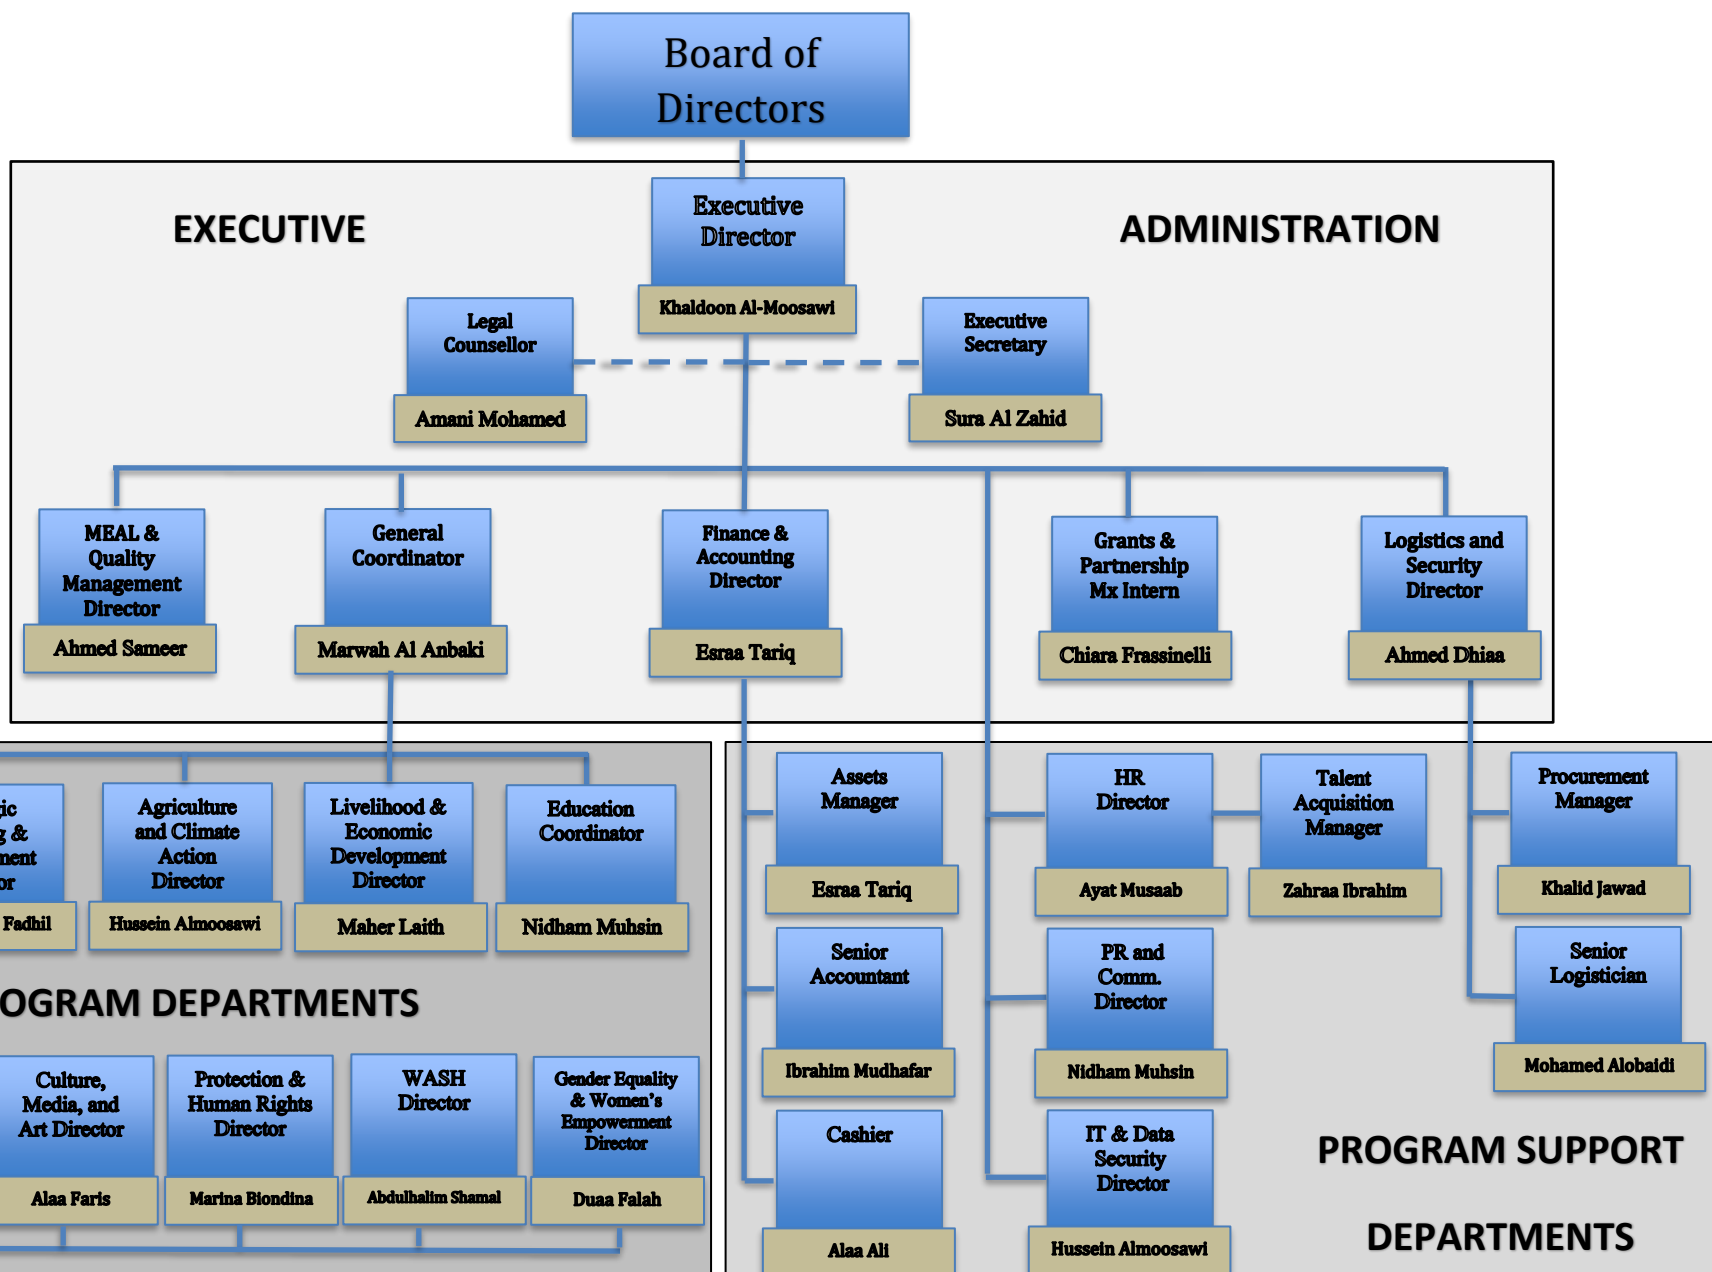 Board of
Directors
EXECUTIVE
ADMINISTRATION
Executive
Director
Khaldoon Al-Moosawi
Legal
Counsellor
Amani Mohamed
Executive
Secretary
Sura Al Zahid
MEAL &
Quality
Management
Director
Ahmed Sameer
General
Coordinator
Marwah Al Anbaki
Finance &
Accounting
Director
Esraa Tariq
Grants &
Partnership
Mx Intern
Chiara Frassinelli
Logistics and
Security
Director
Ahmed Dhiaa
Fadhil
Agriculture
and Climate
Action
Director
Hussein Almoosawi
Livelihood &
Economic
Development
Director
Maher Laith
Education
Coordinator
Nidham Muhsin
OGRAM DEPARTMENTS
Culture,
Media, and
Art Director
Alaa Faris
Protection &
Human Rights
Director
Marina Biondina
WASH
Director
Abdulhalim Shamal
Gender Equality
& Women's
Empowerment
Director
Duaa Falah
Assets
Manager
Esraa Tariq
Senior
Accountant
Ibrahim Mudhafar
Cashier
Alaa Ali
HR
Director
Ayat Musaab
Talent
Acquisition
Manager
Zahraa Ibrahim
PR and
Comm.
Director
Nidham Muhsin
IT & Data
Security
Director
Hussein Almoosawi
Procurement
Manager
Khalid Jawad
Senior
Logistician
Mohamed Alobaidi
PROGRAM SUPPORT
DEPARTMENTS